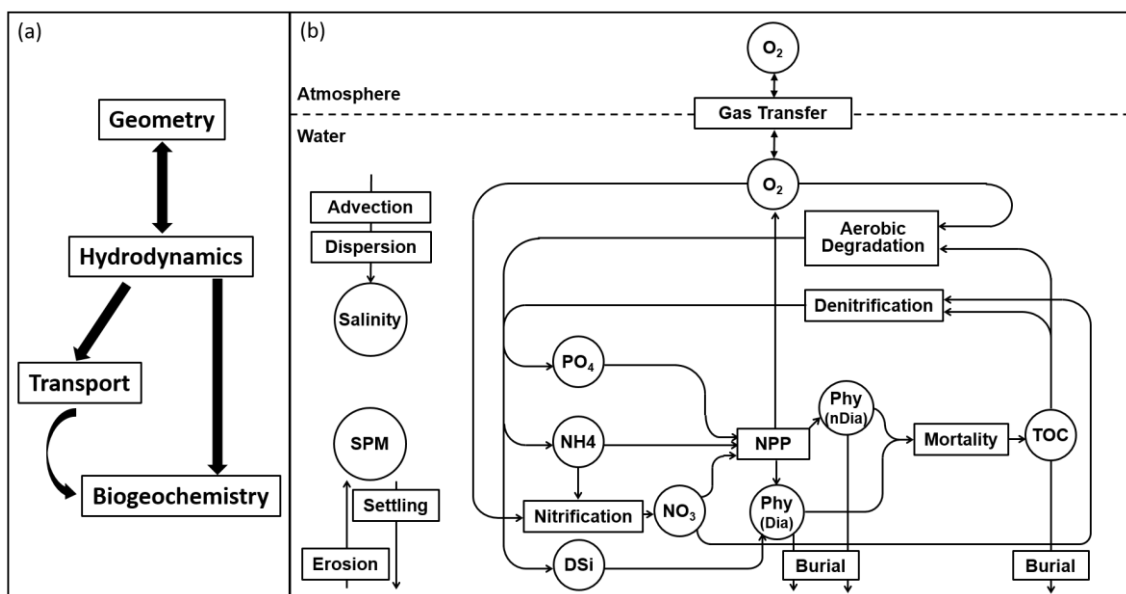 (a)
Geometry
Hydrodynamics
Transport
Biogeochemistry
(b)
O₂
Atmosphere
Gas Transfer
Water
O₂
Advection
Dispersion
Salinity
Aerobic
Degradation
Denitrification
PO₄
SPM
NH4
NPP
Phy
(nDia)
Mortality
TOC
Settling
Nitrification
NO₃
Phy
(Dia)
Erosion
DSi
Burial
Burial